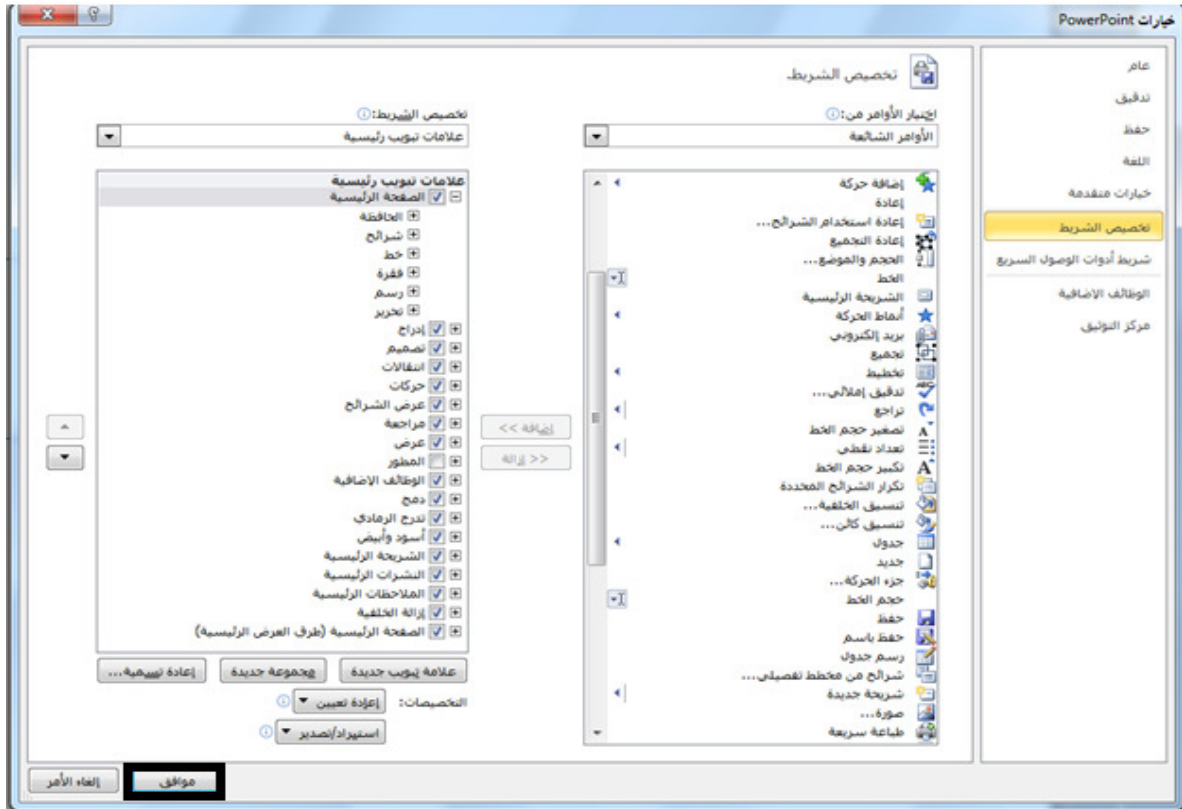 خيارات PowerPoint
عام
تدقيق
حفظ
اللغة
خيارات متقدمة
تخصيص الشريط
شريط أدوات الوصول السريع
الوظائف الإضافية
مركز التوثيق
تخصيص الشريط.
اختيار الأوامر من:
الأوامر الشائعة
إضافة حركة
إعادة
إعادة استخدام الشرائح...
إعادة التجميع
الحجم والموضع...
الخط
الشريحة الرئيسية
أنماط الحركة
بريد إلكتروني
تجميع
تخطيط
تدقيق إملائي...
تراجع
تصغير حجم الخط
تعداد نقطي
تكبير حجم الخط
تكرار الشرائح المحددة
تنسيق الخلفية...
تنسيق كائن...
جدول
جديد
جزء الحركة...
حجم الخط
حفظ
حفظ باسم
رسم جدول
شرائح من مخطط تفصيلي...
شريحة جديدة
صورة...
طباعة سريعة
إضافة >>
<< إزالة
تخصيص الشريط:
علامات تبويب رئيسية
علامات تبويب رئيسية
الصفحة الرئيسية
الحافظة
شرائح
خط
فقرة
رسم
تحرير
إدراج
تصميم
انتقالات
حركات
عرض الشرائح
مراجعة
عرض
المطور
الوظائف الإضافية
دمج
تدرج الرمادي
أسود وأبيض
الشريحة الرئيسية
النشرات الرئيسية
الملاحظات الرئيسية
إزالة الخلفية
الصفحة الرئيسية (طرق العرض الرئيسية)
علامة تبويب جديدة
مجموعة جديدة
إعادة تسمية...
التخصيصات:
إعادة تعيين
استيراد/تصدير
موافق
إلغاء الأمر